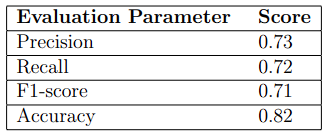 Evaluation Parameter Score
Precision 0.73
Recall 0.72
F1-score 0.71
Accuracy 0.82